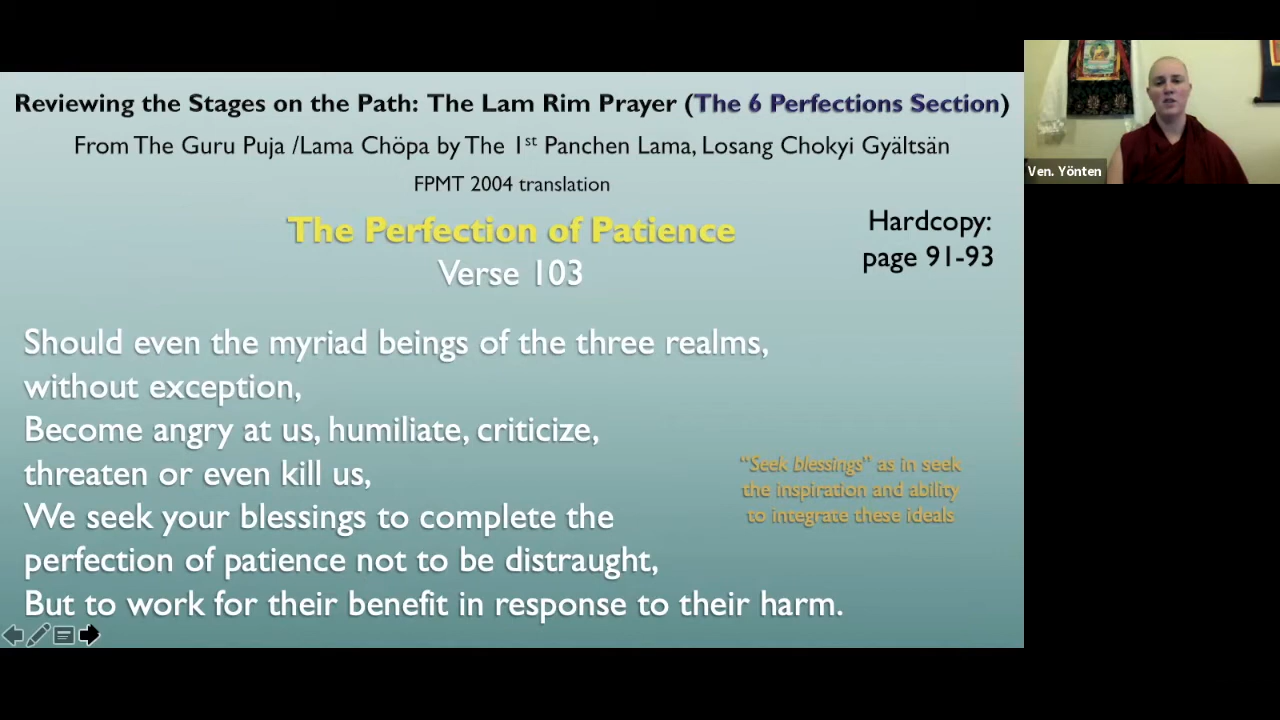 Reviewing the Stages on the Path: The Lam Rim Prayer (The 6 Perfections Section)
From The Guru Puja /Lama Chöpa by The 1st Panchen Lama, Losang Chokyi Gyältsän
FPMT 2004 translation
The Perfection of Patience
Verse 103
Hardcopy:
page 91-93
Should even the myriad beings of the three realms,
without exception,
Become angry at us, humiliate, criticize,
threaten or even kill us,
We seek your blessings to complete the
perfection of patience not to be distraught,
But to work for their benefit in response to their harm.
“Seek blessings” as in seek
the inspiration and ability
to integrate these ideals
Ven. Yönten